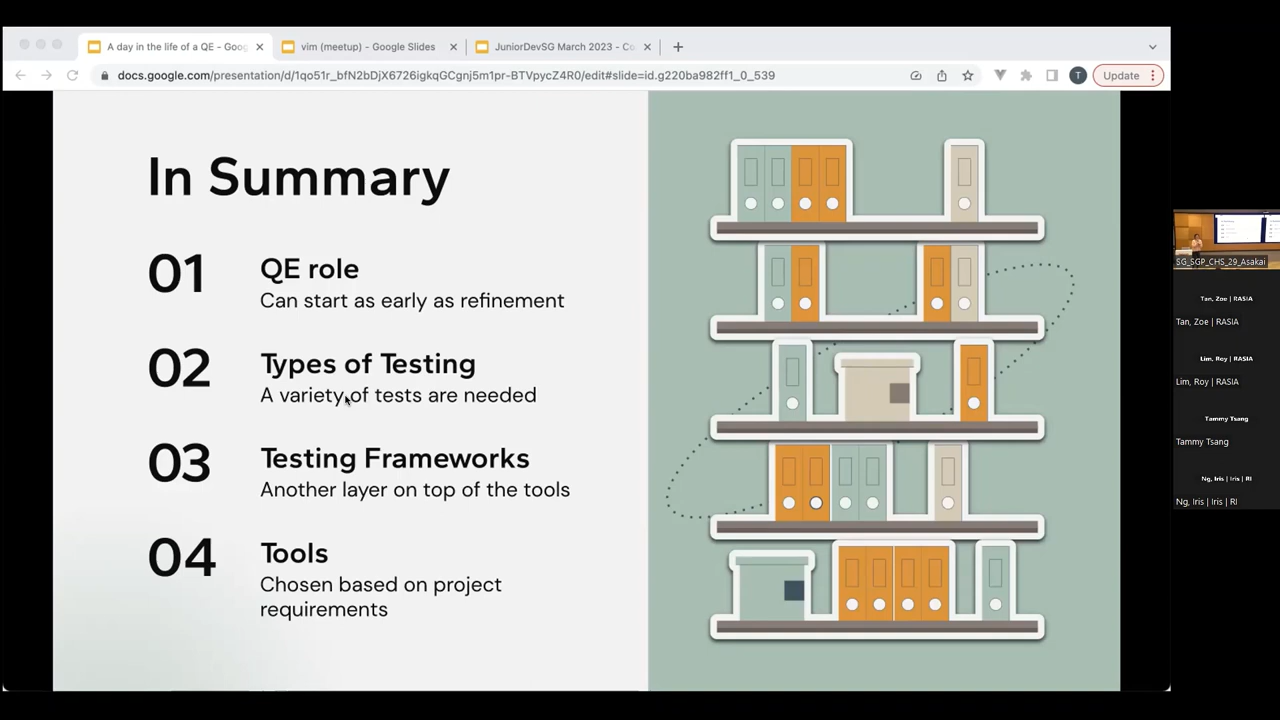 A day in the life of a QE - Goog
vim (meetup) - Google Slides
JuniorDevSG March 2023 - Co
docs.google.com/presentation/d/1qo51r_bfN2bDjX6726igkqGCgnj5m1pr-BTVpycZ4R0/edit#slide=id.g220ba982ff1_0_539
T
Update
In Summary
01
QE role
Can start as early as refinement
02
Types of Testing
A variety of tests are needed
03
Testing Frameworks
Another layer on top of the tools
04
Tools
Chosen based on project
requirements
SG_SGP_CHS_29_Asakai
Tan, Zoe | RASIA
Tan, Zoe | RASIA
Lim, Roy | RASIA
Lim, Roy | RASIA
Tammy Tsang
Tammy Tsang
Ng, Iris | Iris | RI
Ng, Iris | Iris | RI